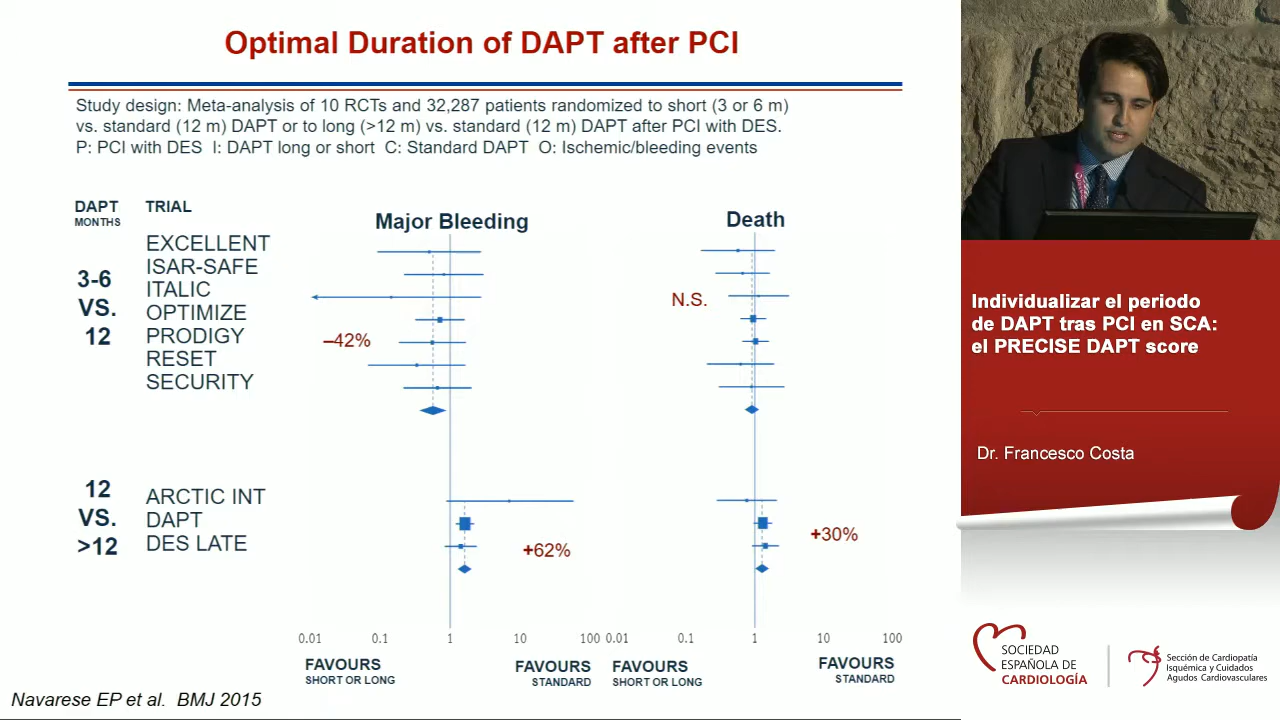 Optimal Duration of DAPT after PCI
Study design: Meta-analysis of 10 RCTs and 32,287 patients randomized to short (3 or 6 m)
vs. standard (12 m) DAPT or to long (>12 m) vs. standard (12 m) DAPT after PCI with DES.
P: PCI with DES I: DAPT long or short C: Standard DAPT O: Ischemic/bleeding events
DAPT
MONTHS
TRIAL
Major Bleeding
Death
3-6
VS.
12
EXCELLENT
ISAR-SAFE
ITALIC
OPTIMIZE
PRODIGY
RESET
SECURITY
–42%
N.S.
12
VS.
>12
ARCTIC INT
DAPT
DES LATE
+62%
+30%
0.01 0.1 1 10 100
0.01 0.1 1 10 100
FAVOURS
SHORT OR LONG
FAVOURS
STANDARD
FAVOURS
SHORT OR LONG
FAVOURS
STANDARD
Navarese EP et al. BMJ 2015
Individualizar el periodo
de DAPT tras PCI en SCA:
el PRECISE DAPT score
Dr. Francesco Costa
SOCIEDAD
ESPAÑOLA DE
CARDIOLOGÍA
Sección de Cardiopatía
Isquémica y Cuidados
Agudos Cardiovasculares